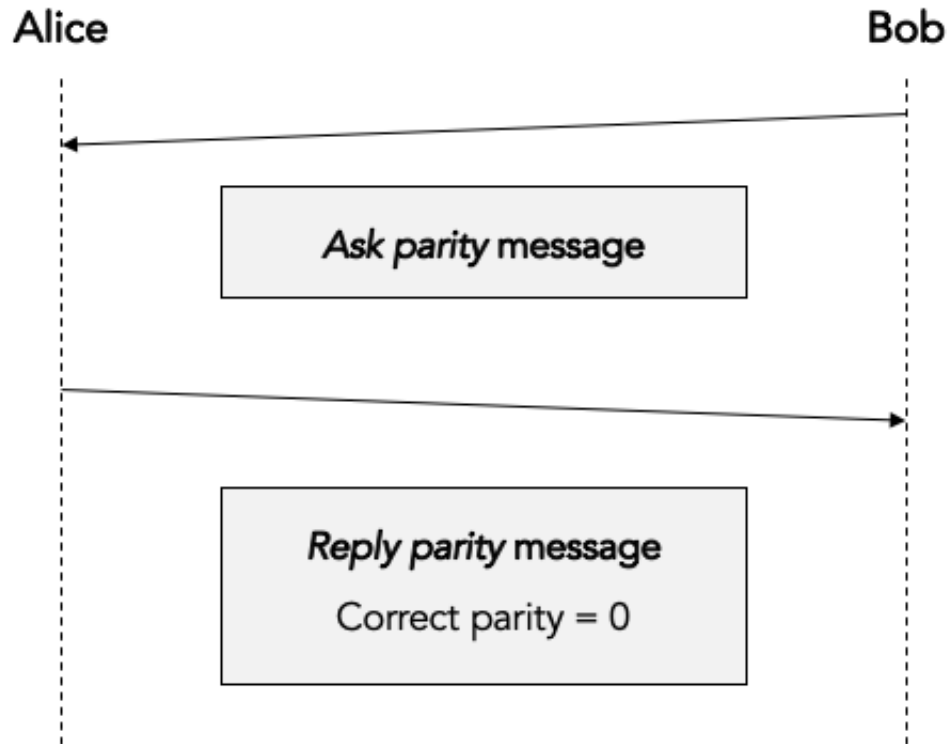 Alice
Bob
Ask parity message
Reply parity message
Correct parity = 0